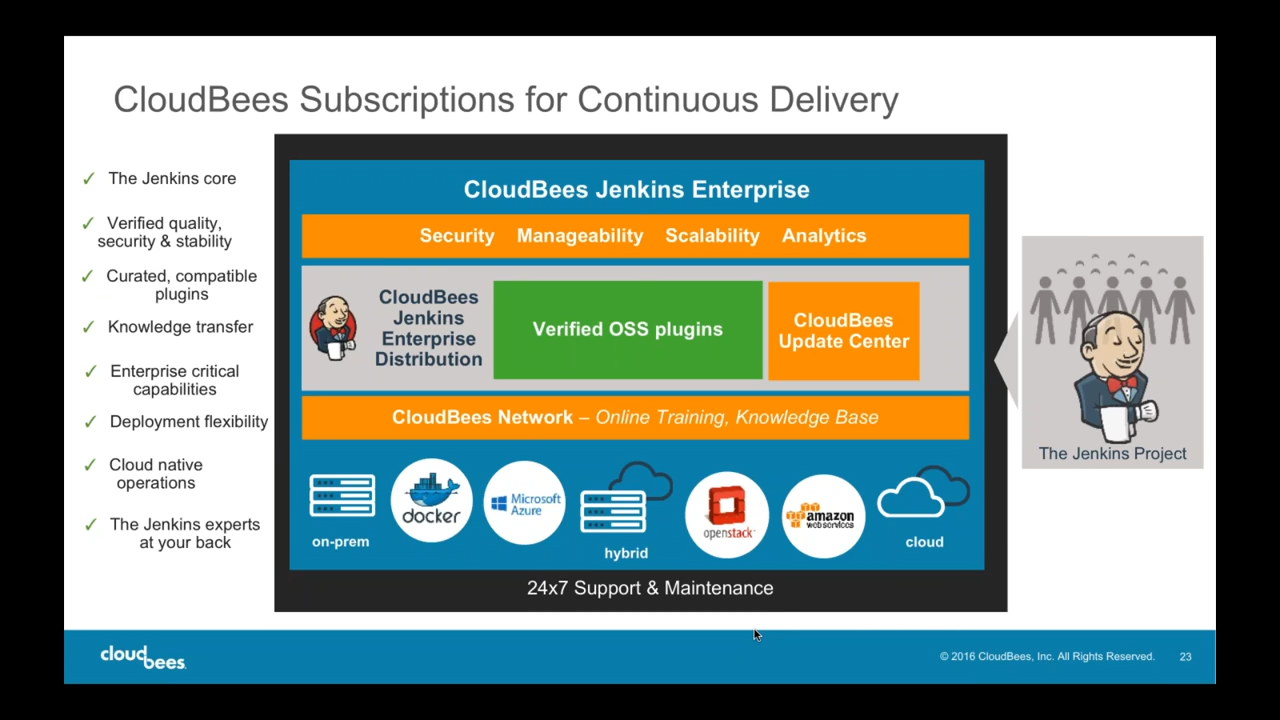 CloudBees Subscriptions for Continuous Delivery
✓ The Jenkins core
✓ Verified quality,
security & stability
✓ Curated, compatible
plugins
✓ Knowledge transfer
✓ Enterprise critical
capabilities
✓ Deployment flexibility
✓ Cloud native
operations
✓ The Jenkins experts
at your back
CloudBees Jenkins Enterprise
Security Manageability Scalability Analytics
CloudBees
Jenkins
Enterprise
Distribution
Verified OSS plugins
CloudBees
Update Center
CloudBees Network – Online Training, Knowledge Base
on-prem
docker
Microsoft
Azure
hybrid
openstack
amazon
webservices
cloud
24x7 Support & Maintenance
The Jenkins Project
cloudbees.
© 2016 CloudBees, Inc. All Rights Reserved.
23